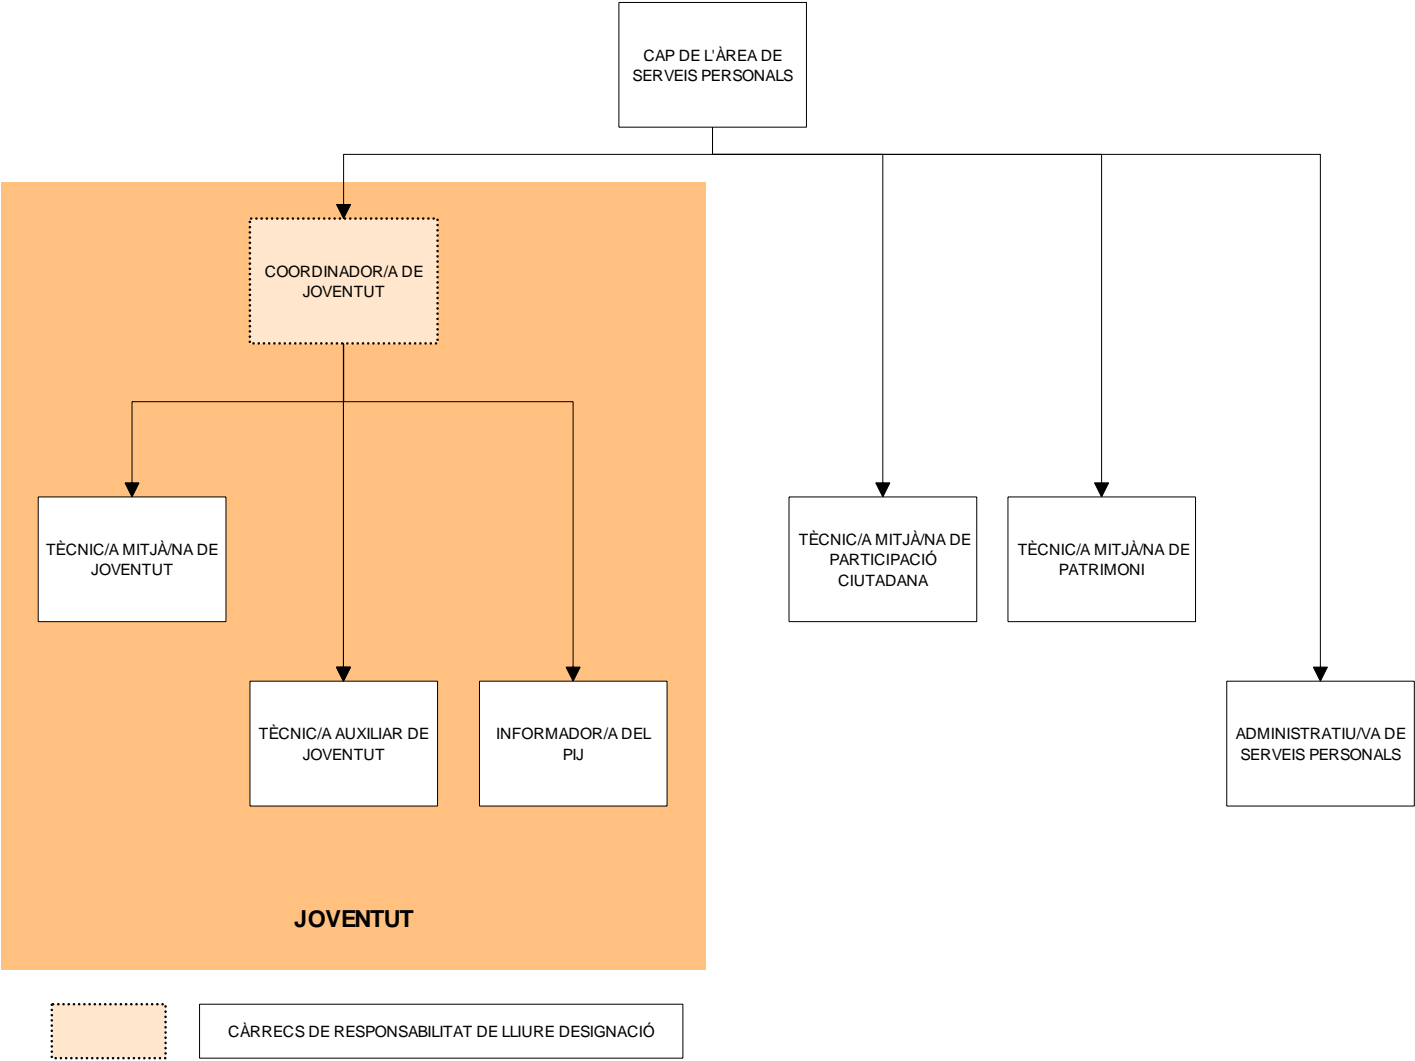 CAP DE L'ÀREA DE
SERVEIS PERSONALS
COORDINADOR/A DE
JOVENTUT
TÈCNIC/A MITJÀ/NA DE
JOVENTUT
TÈCNIC/A MITJÀ/NA DE
PARTICIPACIÓ
CIUTADANA
TÈCNIC/A MITJÀ/NA DE
PATRIMONI
TÈCNIC/A AUXILIAR DE
JOVENTUT
INFORMADOR/A DEL
PIJ
ADMINISTRATIU/VA DE
SERVEIS PERSONALS
JOVENTUT
CÀRRECS DE RESPONSABILITAT DE LLIURE DESIGNACIÓ